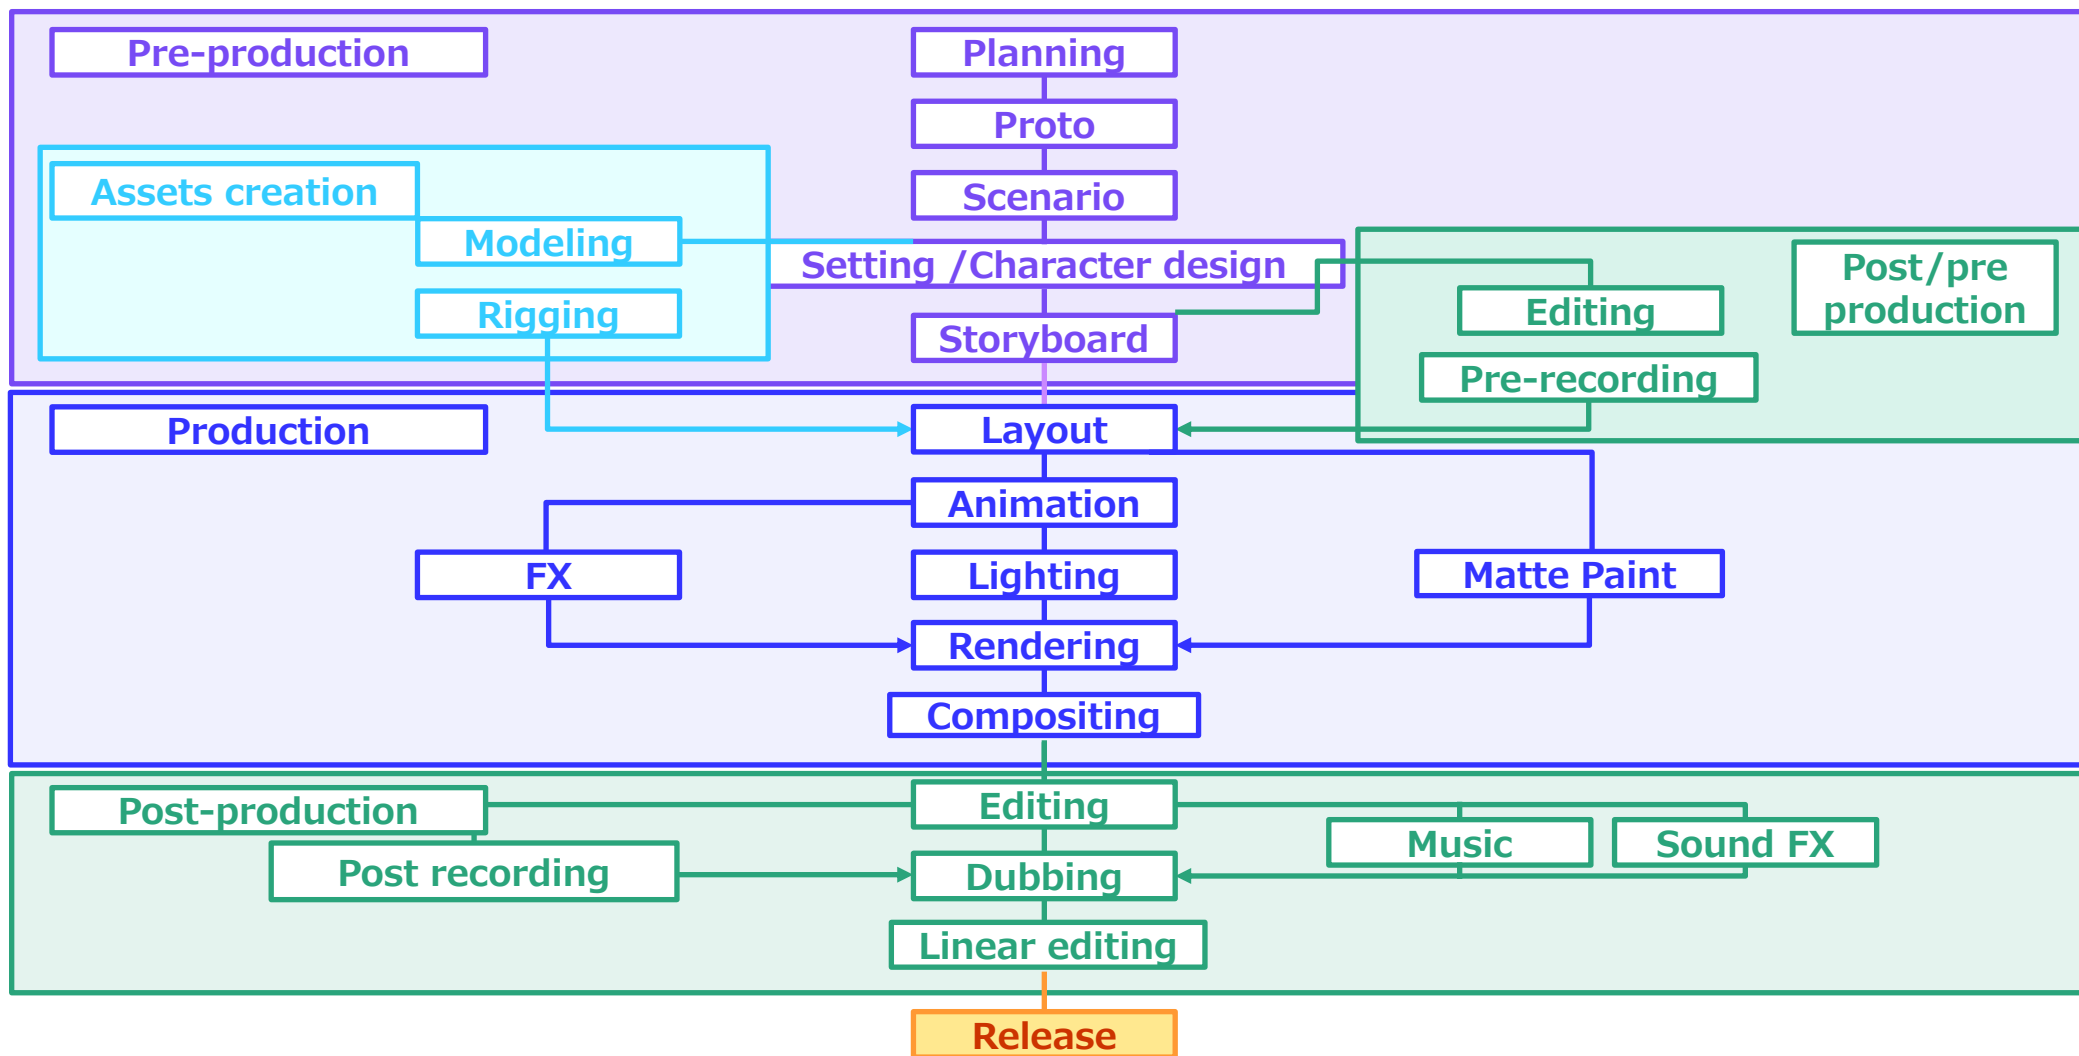 Pre-production
Planning
Proto
Assets creation
Scenario
Modeling
Setting /Character design
Post/pre
production
Rigging
Editing
Storyboard
Pre-recording
Production
Layout
Animation
FX
Lighting
Matte Paint
Rendering
Compositing
Post-production
Editing
Music
Sound FX
Post recording
Dubbing
Linear editing
Release